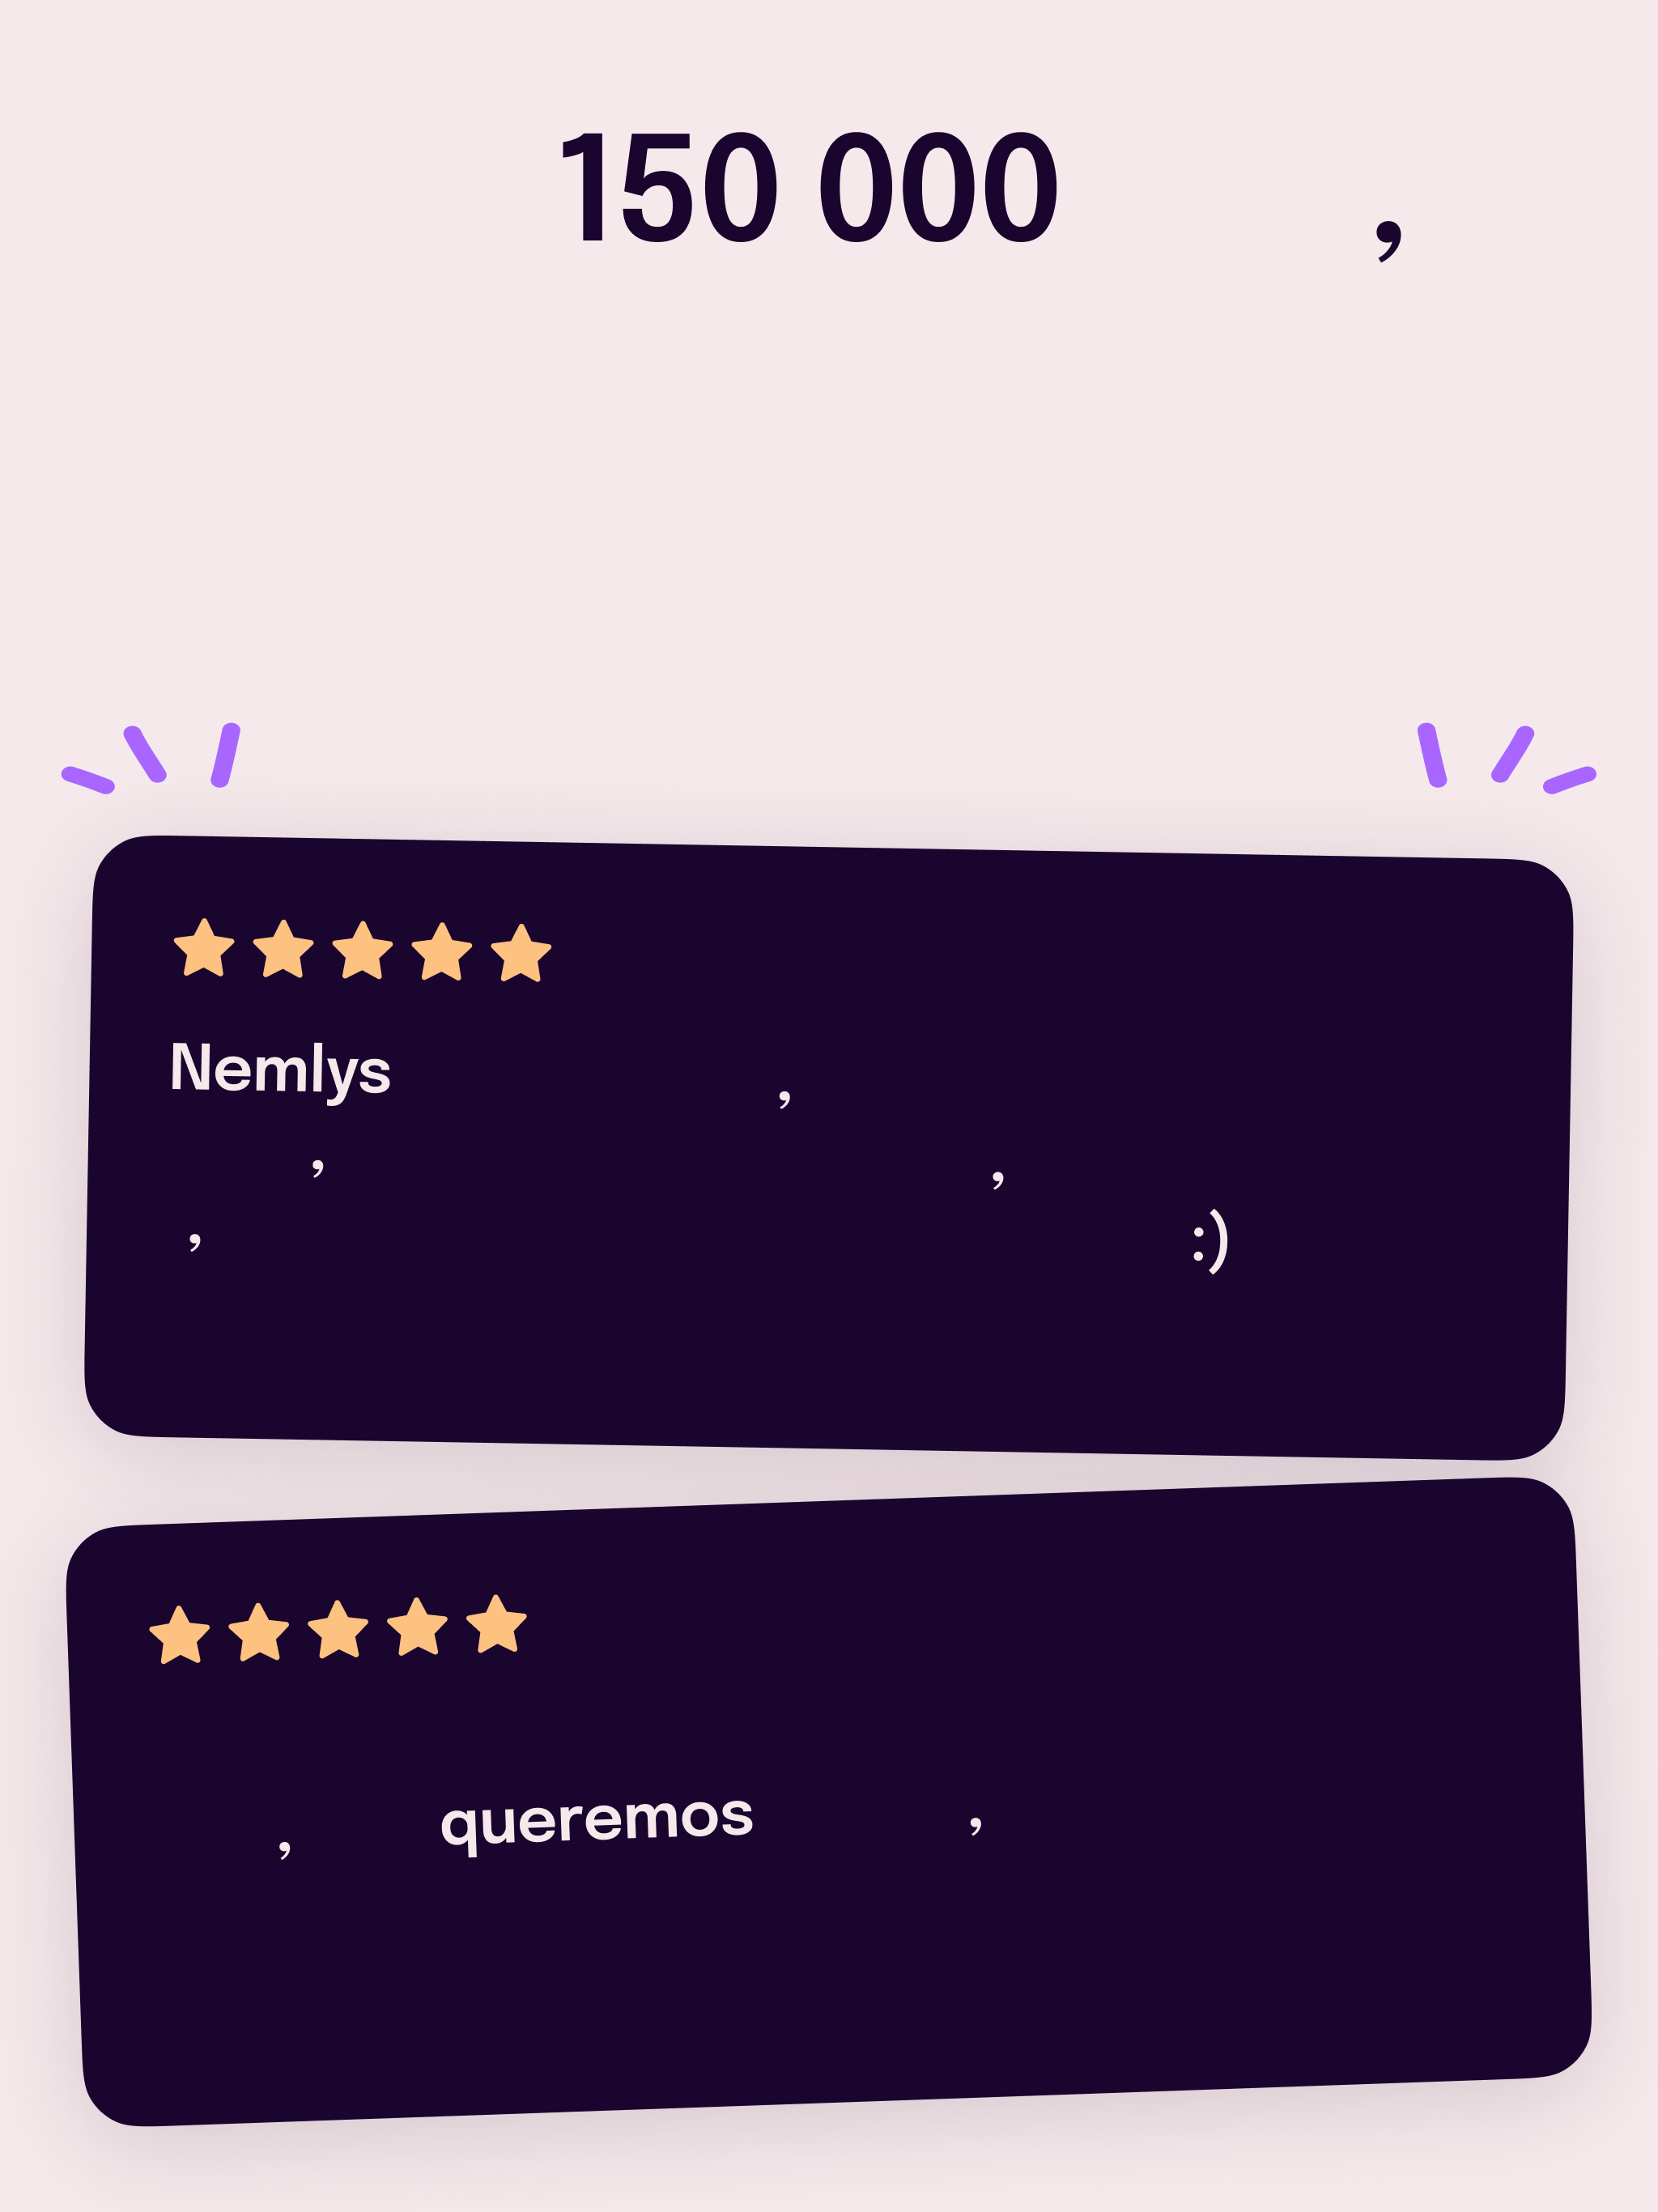 150 000 ,
Nemlys ,
, ,
, :)
, queremos ,